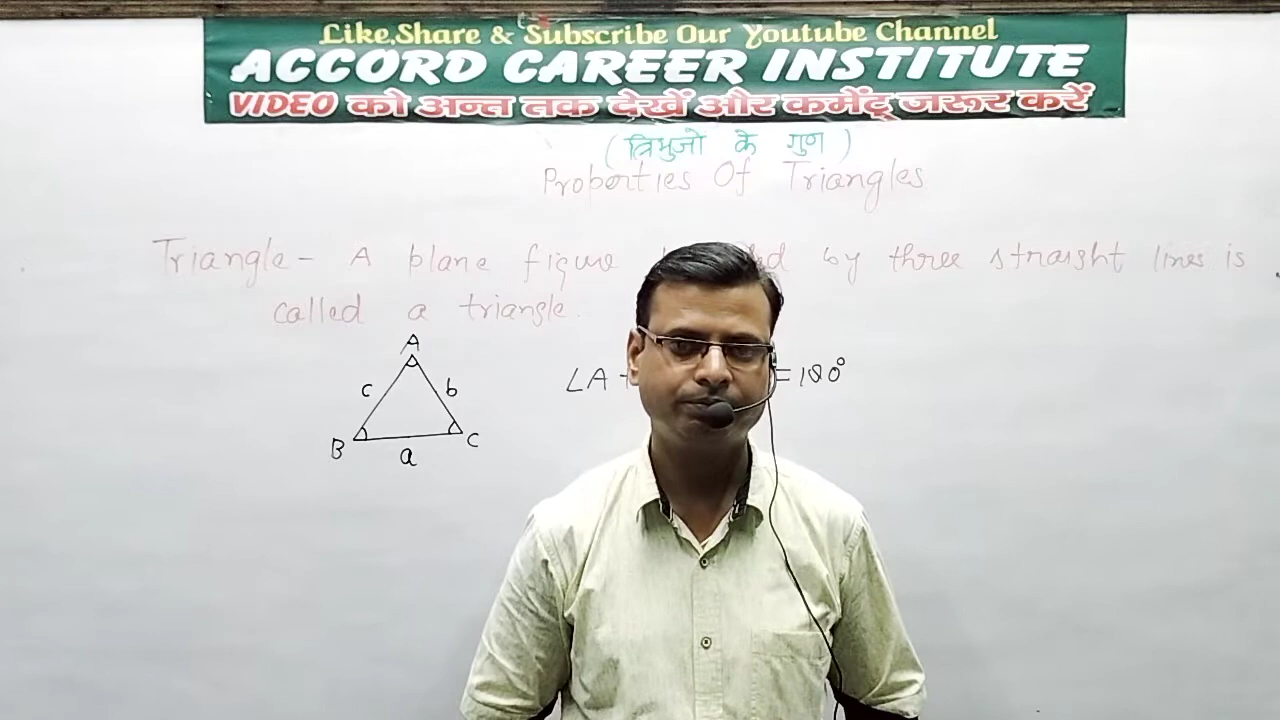 Like,Share & Subscribe Our Youtube Channel
ACCORD CAREER INSTITUTE
VIDEO को अन्त तक देखें और कमेंट् जरूर करें
(त्रिभुजो के गुण)
Properties Of Triangles
Triangle - A plane figure by three straight lines is
called a triangle.
A
c b
∠A + = 180°
B C
a